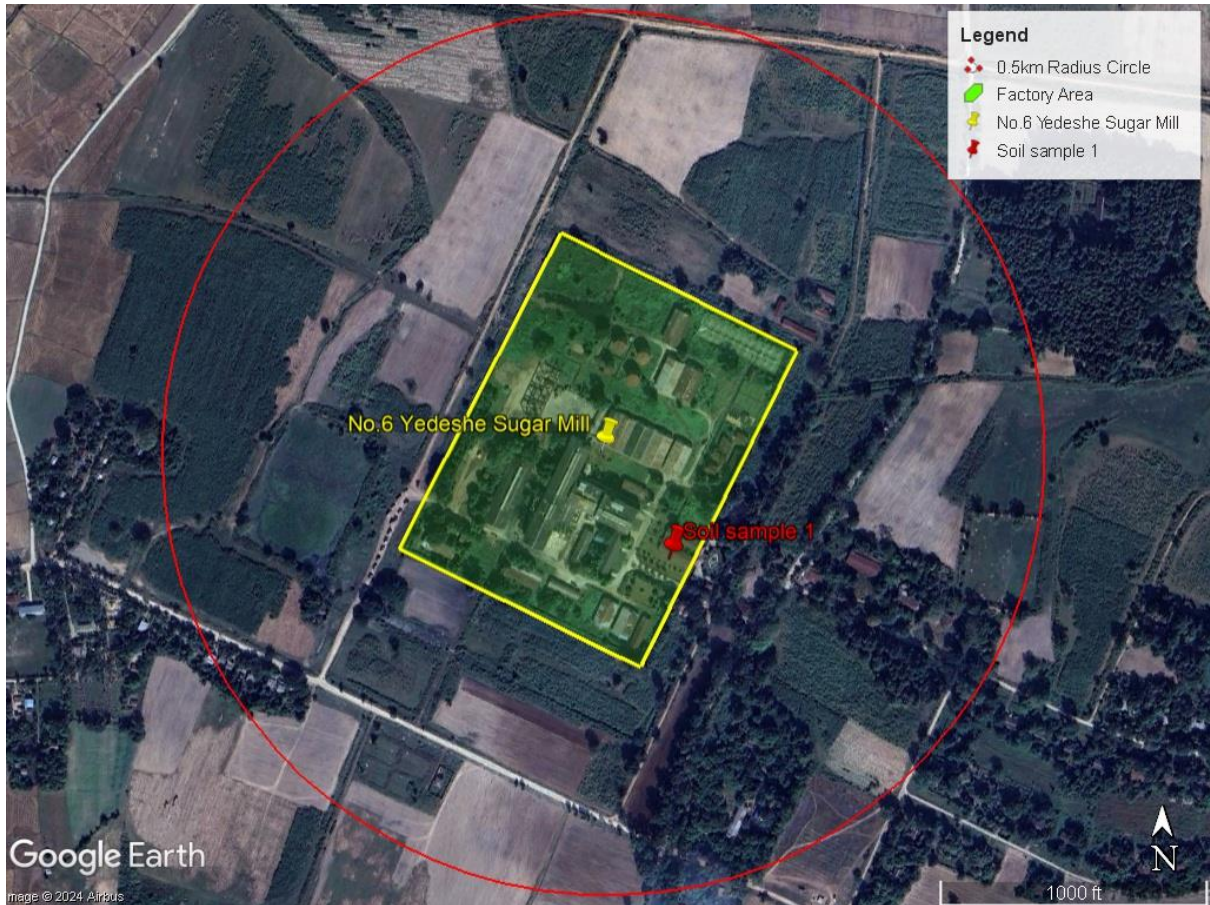 Legend
0.5km Radius Circle
Factory Area
No.6 Yedeshe Sugar Mill
Soil sample 1
No.6 Yedeshe Sugar Mill
Soil sample 1
Google Earth
mage © 2024 Airbus
1000 ft
N